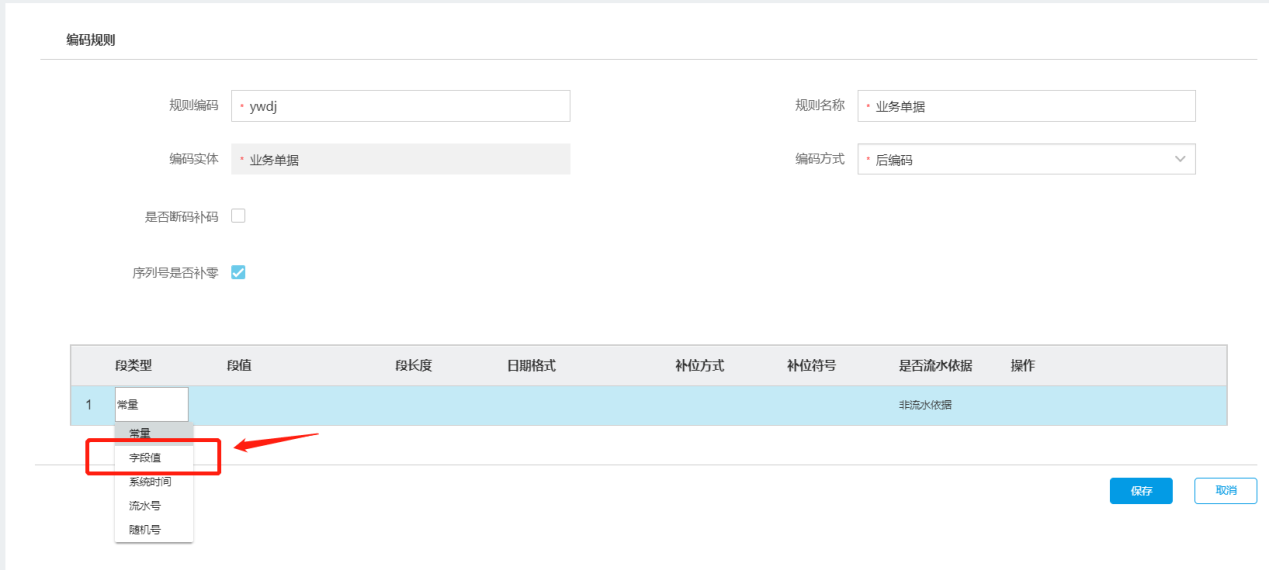 编码规则
规则编码 * ywdj 规则名称 * 业务单据
编码实体 * 业务单据 编码方式 * 后编码
是否断码补码
序列号是否补零
段类型 段值 段长度 日期格式 补位方式 补位符号 是否流水依据 操作
1 常量 非流水依据
常量
字段值
系统时间
流水号
随机号
保存 取消